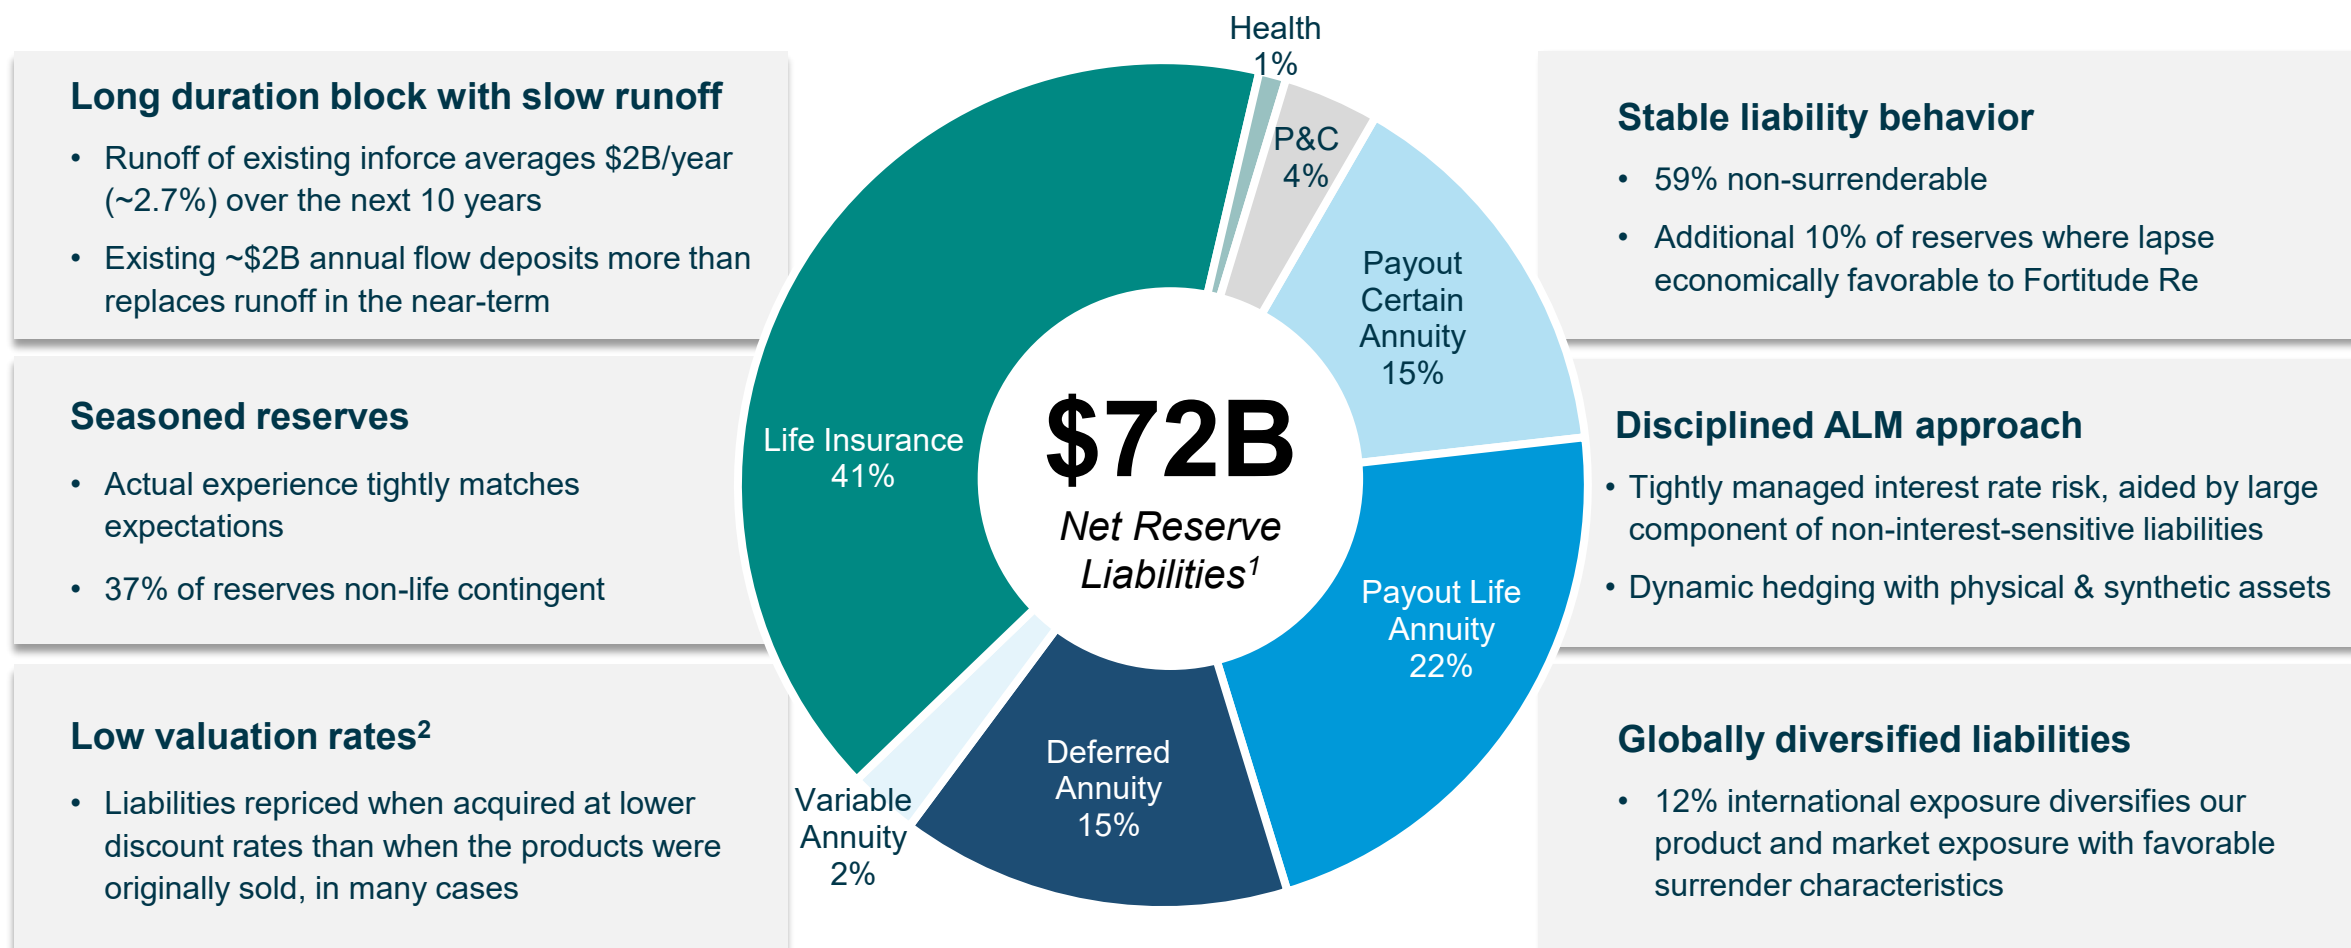 Long duration block with slow runoff
• Runoff of existing inforce averages $2B/year
(~2.7%) over the next 10 years
• Existing ~$2B annual flow deposits more than
replaces runoff in the near-term
Seasoned reserves
• Actual experience tightly matches
expectations
• 37% of reserves non-life contingent
Low valuation rates²
• Liabilities repriced when acquired at lower
discount rates than when the products were
originally sold, in many cases
Health
1%
P&C
4%
Payout
Certain
Annuity
15%
Payout Life
Annuity
22%
Deferred
Annuity
15%
Variable
Annuity
2%
Life Insurance
41%
$72B
Net Reserve
Liabilities¹
Stable liability behavior
• 59% non-surrenderable
• Additional 10% of reserves where lapse
economically favorable to Fortitude Re
Disciplined ALM approach
• Tightly managed interest rate risk, aided by large
component of non-interest-sensitive liabilities
• Dynamic hedging with physical & synthetic assets
Globally diversified liabilities
• 12% international exposure diversifies our
product and market exposure with favorable
surrender characteristics